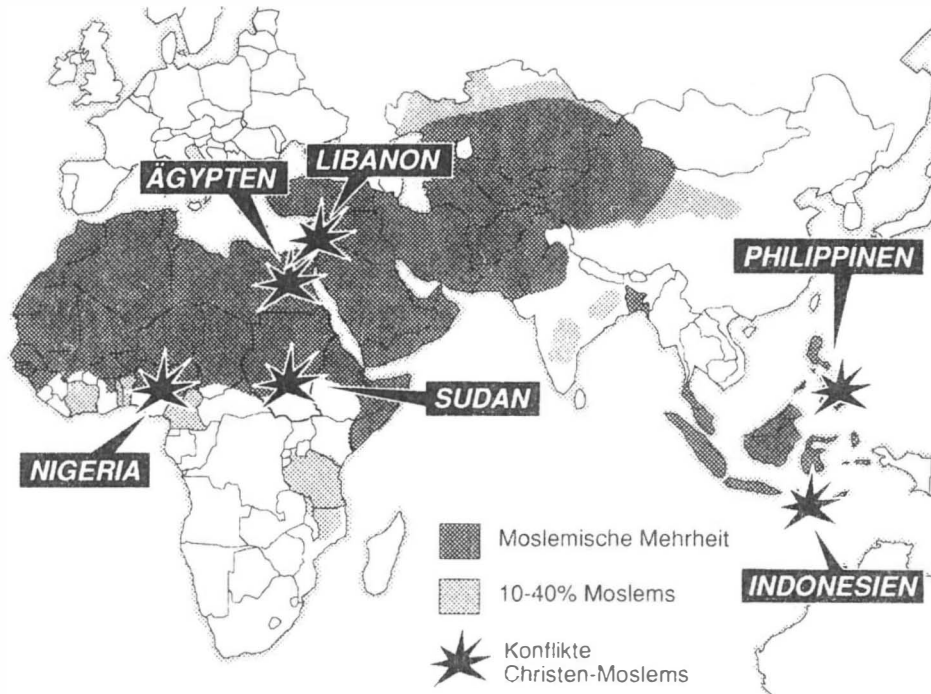 LIBANON
ÄGYPTEN
PHILIPPINEN
SUDAN
NIGERIA
Moslemische Mehrheit
10-40% Moslems
INDONESIEN
Konflikte
Christen-Moslems